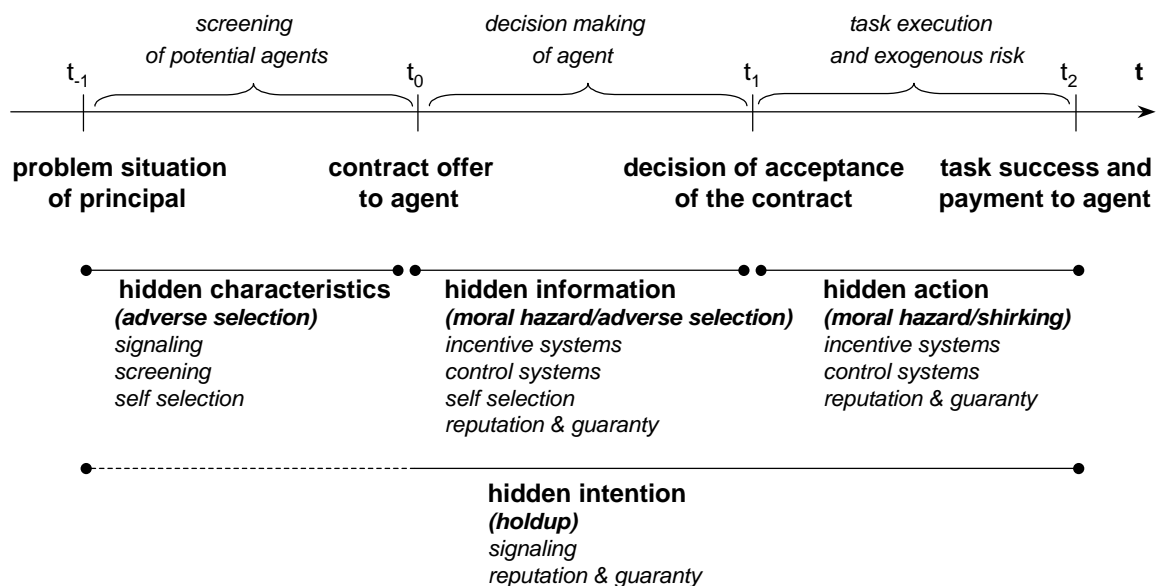 screening
of potential agents
decision making
of agent
task execution
and exogenous risk
t-1
t0
t1
t2
t
problem situation
of principal
contract offer
to agent
decision of acceptance
of the contract
task success and
payment to agent
hidden characteristics
(adverse selection)
signaling
screening
self selection
hidden information
(moral hazard/adverse selection)
incentive systems
control systems
self selection
reputation & guaranty
hidden action
(moral hazard/shirking)
incentive systems
control systems
reputation & guaranty
hidden intention
(holdup)
signaling
reputation & guaranty